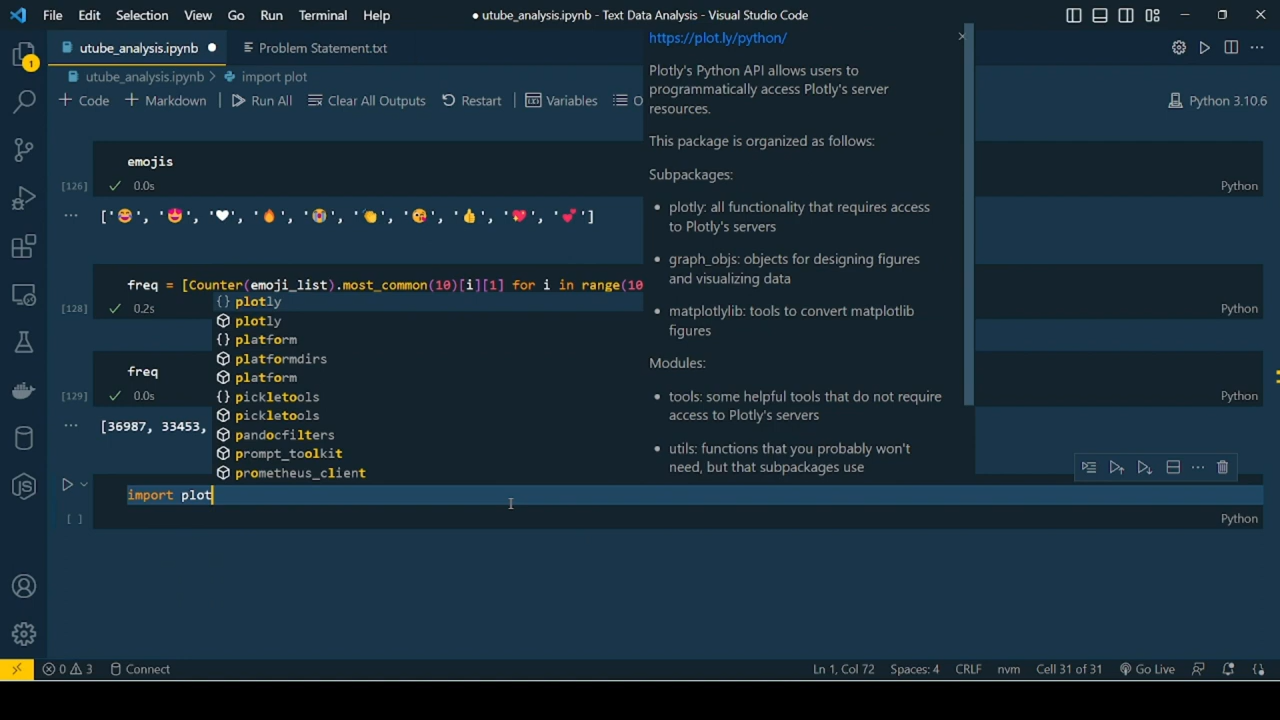 File Edit Selection View Go Run Terminal Help ● utube_analysis.ipynb - Text Data Analysis - Visual Studio Code
utube_analysis.ipynb ● Problem Statement.txt ...
utube_analysis.ipynb > import plot
+ Code + Markdown Run All Clear All Outputs Restart Variables O Python 3.10.6
1
emojis
[126] ✓ 0.0s Python
... ['😂', '😍', '🤍', '🔥', '😭', '👏', '😘', '👍', '💖', '💕']
freq = [Counter(emoji_list).most_common(10)[i][1] for i in range(10
[128] ✓ 0.2s Python
freq
[129] ✓ 0.0s Python
... [36987, 33453,
import plot
[ ] Python
{} plotly
plotly
{} platform
platformdirs
platform
{} pickletools
pickletools
pandocfilters
prompt_toolkit
prometheus_client
https://plot.ly/python/
Plotly's Python API allows users to
programmatically access Plotly's server
resources.
This package is organized as follows:
Subpackages:
• plotly: all functionality that requires access
to Plotly's servers
• graph_objs: objects for designing figures
and visualizing data
• matplotlylib: tools to convert matplotlib
figures
Modules:
• tools: some helpful tools that do not require
access to Plotly's servers
• utils: functions that you probably won't
need, but that subpackages use
0 3 Connect Ln 1, Col 72 Spaces: 4 CRLF nvm Cell 31 of 31 Go Live